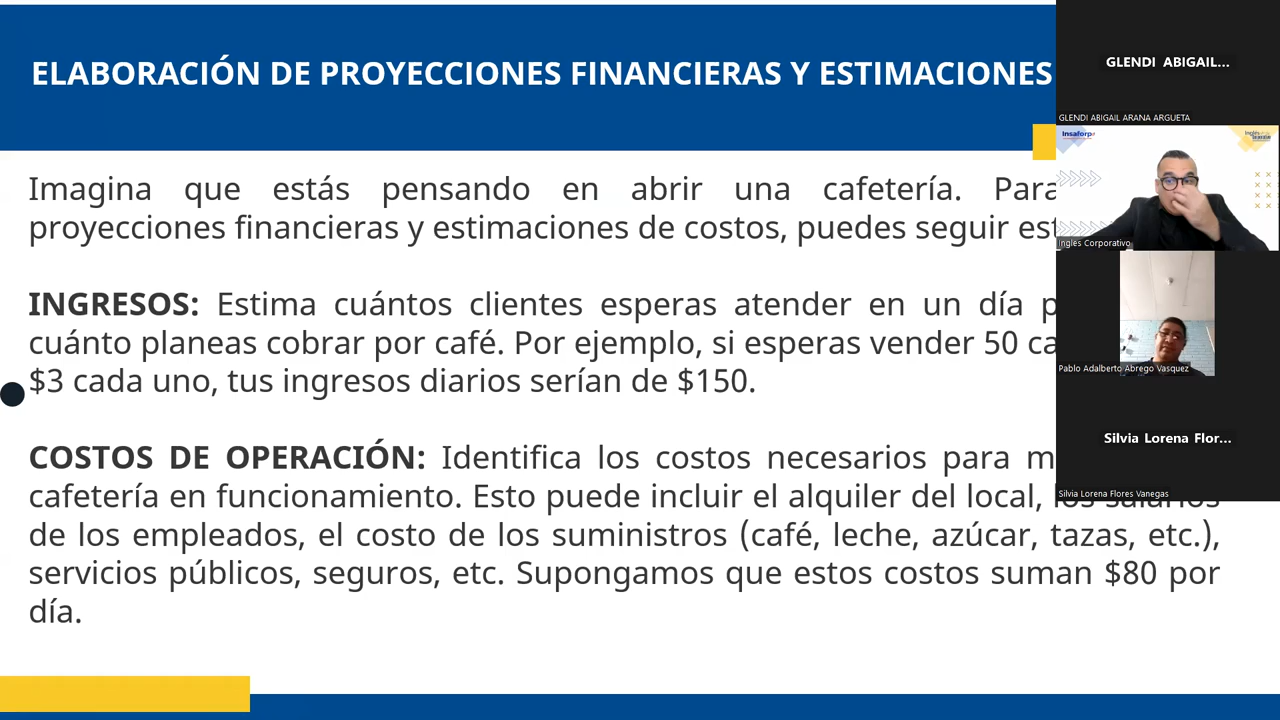 ELABORACIÓN DE PROYECCIONES FINANCIERAS Y ESTIMACIONES
Imagina que estás pensando en abrir una cafetería. Para
proyecciones financieras y estimaciones de costos, puedes seguir
INGRESOS: Estima cuántos clientes esperas atender en un día
cuánto planeas cobrar por café. Por ejemplo, si esperas vender 50
$3 cada uno, tus ingresos diarios serían de $150.
COSTOS DE OPERACIÓN: Identifica los costos necesarios para
cafetería en funcionamiento. Esto puede incluir el alquiler del local, los salarios
de los empleados, el costo de los suministros (café, leche, azúcar, tazas, etc.),
servicios públicos, seguros, etc. Supongamos que estos costos suman $80 por
día.
GLENDI ABIGAIL...
GLENDI ABIGAIL ARANA ARGUETA
Insaforp
Inglés Corporativo
Pablo Adalberto Abrego Vasquez
Silvia Lorena Flor...
Silvia Lorena Flores Vanegas